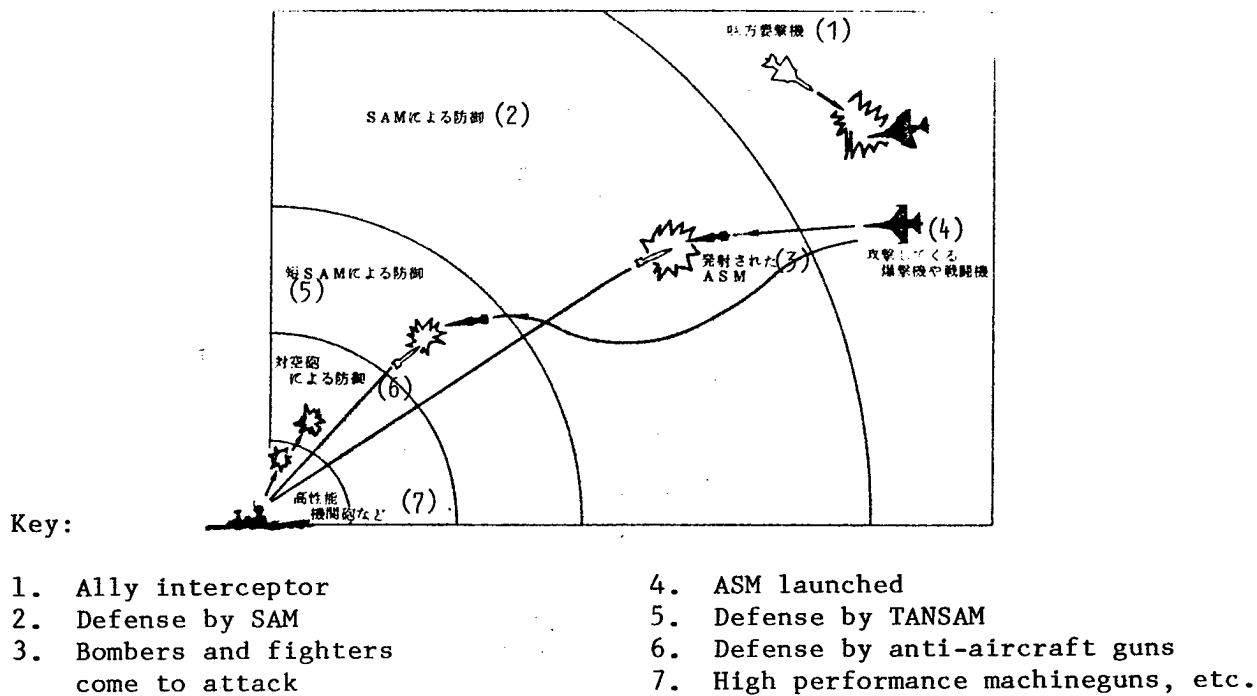 味方要撃機 (1)
SAMによる防御 (2)
(4)
発射された (3)
ASM
攻撃してくる
爆撃機や戦闘機
短SAMによる防御
(5)
対空砲
による防御 (6)
高性能 (7)
機関砲など
Key:
1. Ally interceptor
2. Defense by SAM
3. Bombers and fighters
come to attack
4. ASM launched
5. Defense by TANSAM
6. Defense by anti-aircraft guns
7. High performance machineguns, etc.